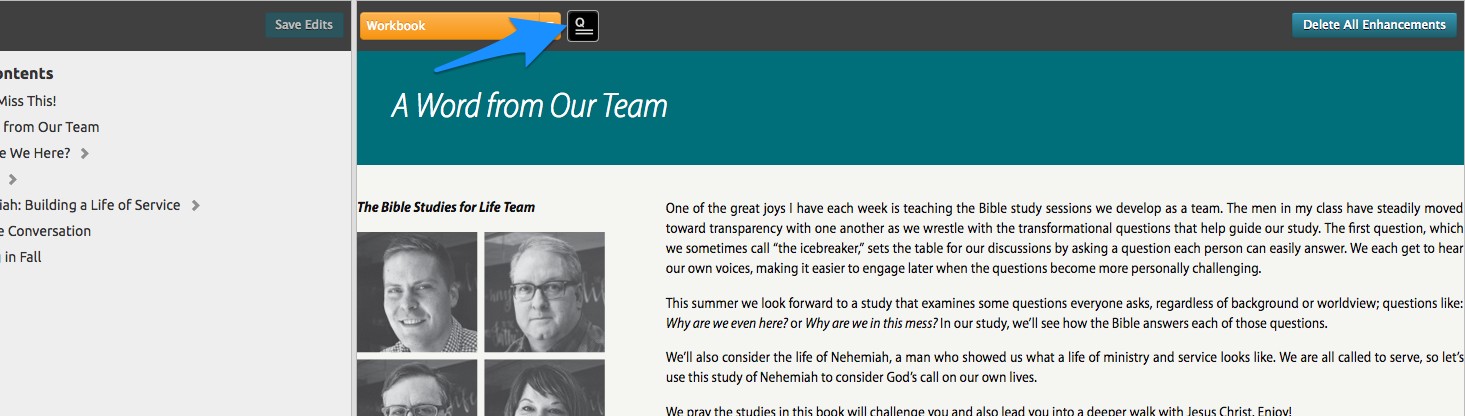 Save Edits
Workbook
Q
Delete All Enhancements
ontents
Miss This!
from Our Team
e We Here?
iah: Building a Life of Service
e Conversation
in Fall
A Word from Our Team
The Bible Studies for Life Team
One of the great joys I have each week is teaching the Bible study sessions we develop as a team. The men in my class have steadily moved
toward transparency with one another as we wrestle with the transformational questions that help guide our study. The first question, which
we sometimes call “the icebreaker,” sets the table for our discussions by asking a question each person can easily answer. We each get to hear
our own voices, making it easier to engage later when the questions become more personally challenging.
This summer we look forward to a study that examines some questions everyone asks, regardless of background or worldview; questions like:
Why are we even here? or Why are we in this mess? In our study, we’ll see how the Bible answers each of those questions.
We’ll also consider the life of Nehemiah, a man who showed us what a life of ministry and service looks like. We are all called to serve, so let’s
use this study of Nehemiah to consider God’s call on our own lives.
We pray the studies in this book will challenge you and also lead you into a deeper walk with Jesus Christ. Enjoy!